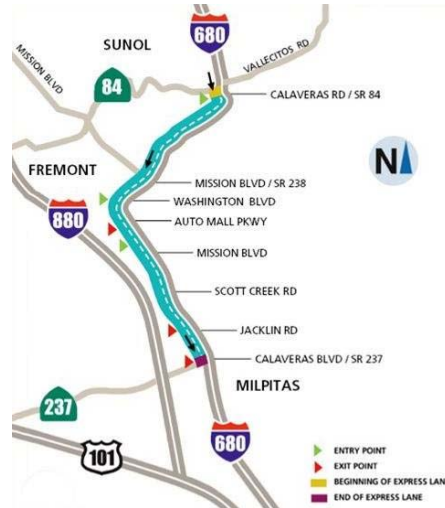 SUNOL
680
MISSION BLVD
VALLECITOS RD
84
CALAVERAS RD / SR 84
N
FREMONT
MISSION BLVD / SR 238
WASHINGTON BLVD
880
AUTO MALL PKWY
MISSION BLVD
SCOTT CREEK RD
JACKLIN RD
CALAVERAS BLVD / SR 237
MILPITAS
237
680
101
ENTRY POINT
EXIT POINT
BEGINNING OF EXPRESS LAN
END OF EXPRESS LANE